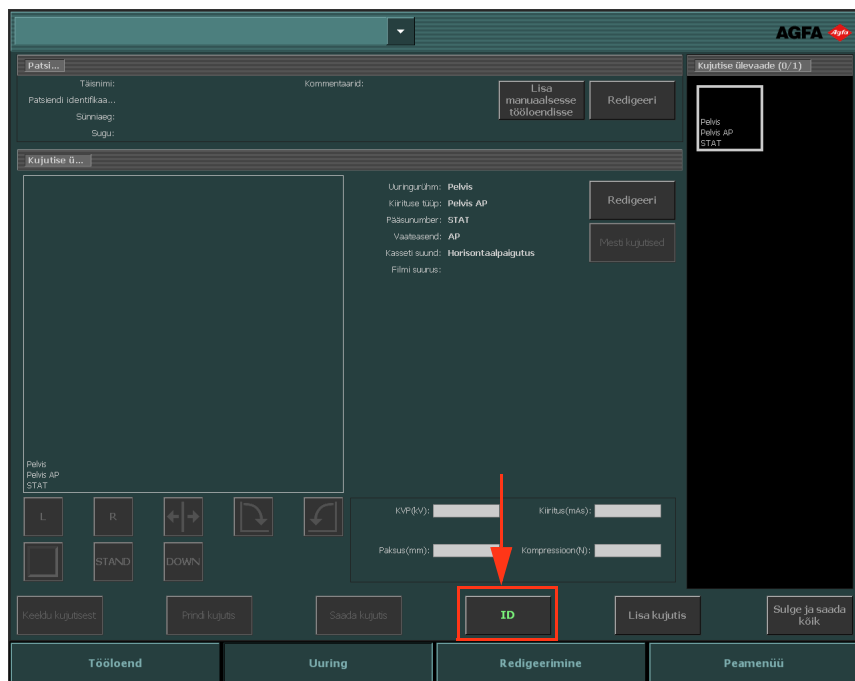 AGFA Agfa
Patsi...
Täisnimi:
Kommentaarid:
Patsiendi identifikaa...
Sünniaeg:
Sugu:
Lisa
manuaalsesse
tööloendisse
Redigeeri
Kujutise ülevaade (0/1)
Pelvis
Pelvis AP
STAT
Kujutise ü...
Uuringurühm: Pelvis
Kiirituse tüüp: Pelvis AP
Pääsunumber: STAT
Vaateasend: AP
Kasseti suund: Horisontaalpaigutus
Filmi suurus:
Redigeeri
Mesti kujutised
Pelvis
Pelvis AP
STAT
L
R
STAND
DOWN
KVP(kV):
Kiiritus(mAs):
Paksus(mm):
Kompressioon(N):
Keeldu kujutisest
Prindi kujutis
Saada kujutis
ID
Lisa kujutis
Sulge ja saada
kõik
Tööloend
Uuring
Redigeerimine
Peamenüü